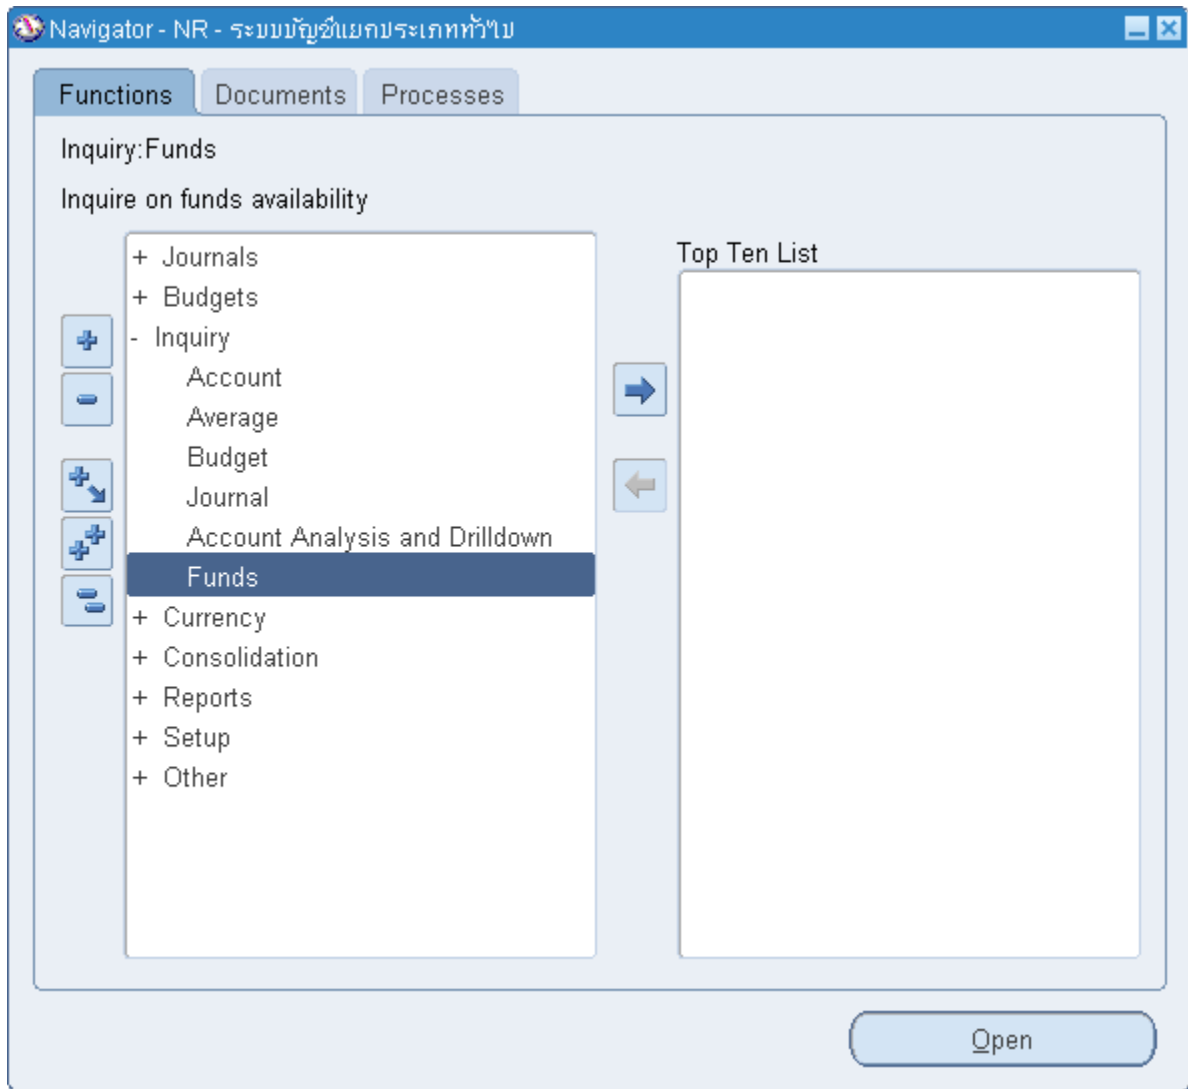 Navigator - NR - ระบบบัญชีแยกประเภททั่วไป
Functions
Documents
Processes
Inquiry:Funds
Inquire on funds availability
+ Journals
+ Budgets
- Inquiry
Account
Average
Budget
Journal
Account Analysis and Drilldown
Funds
+ Currency
+ Consolidation
+ Reports
+ Setup
+ Other
Top Ten List
Open